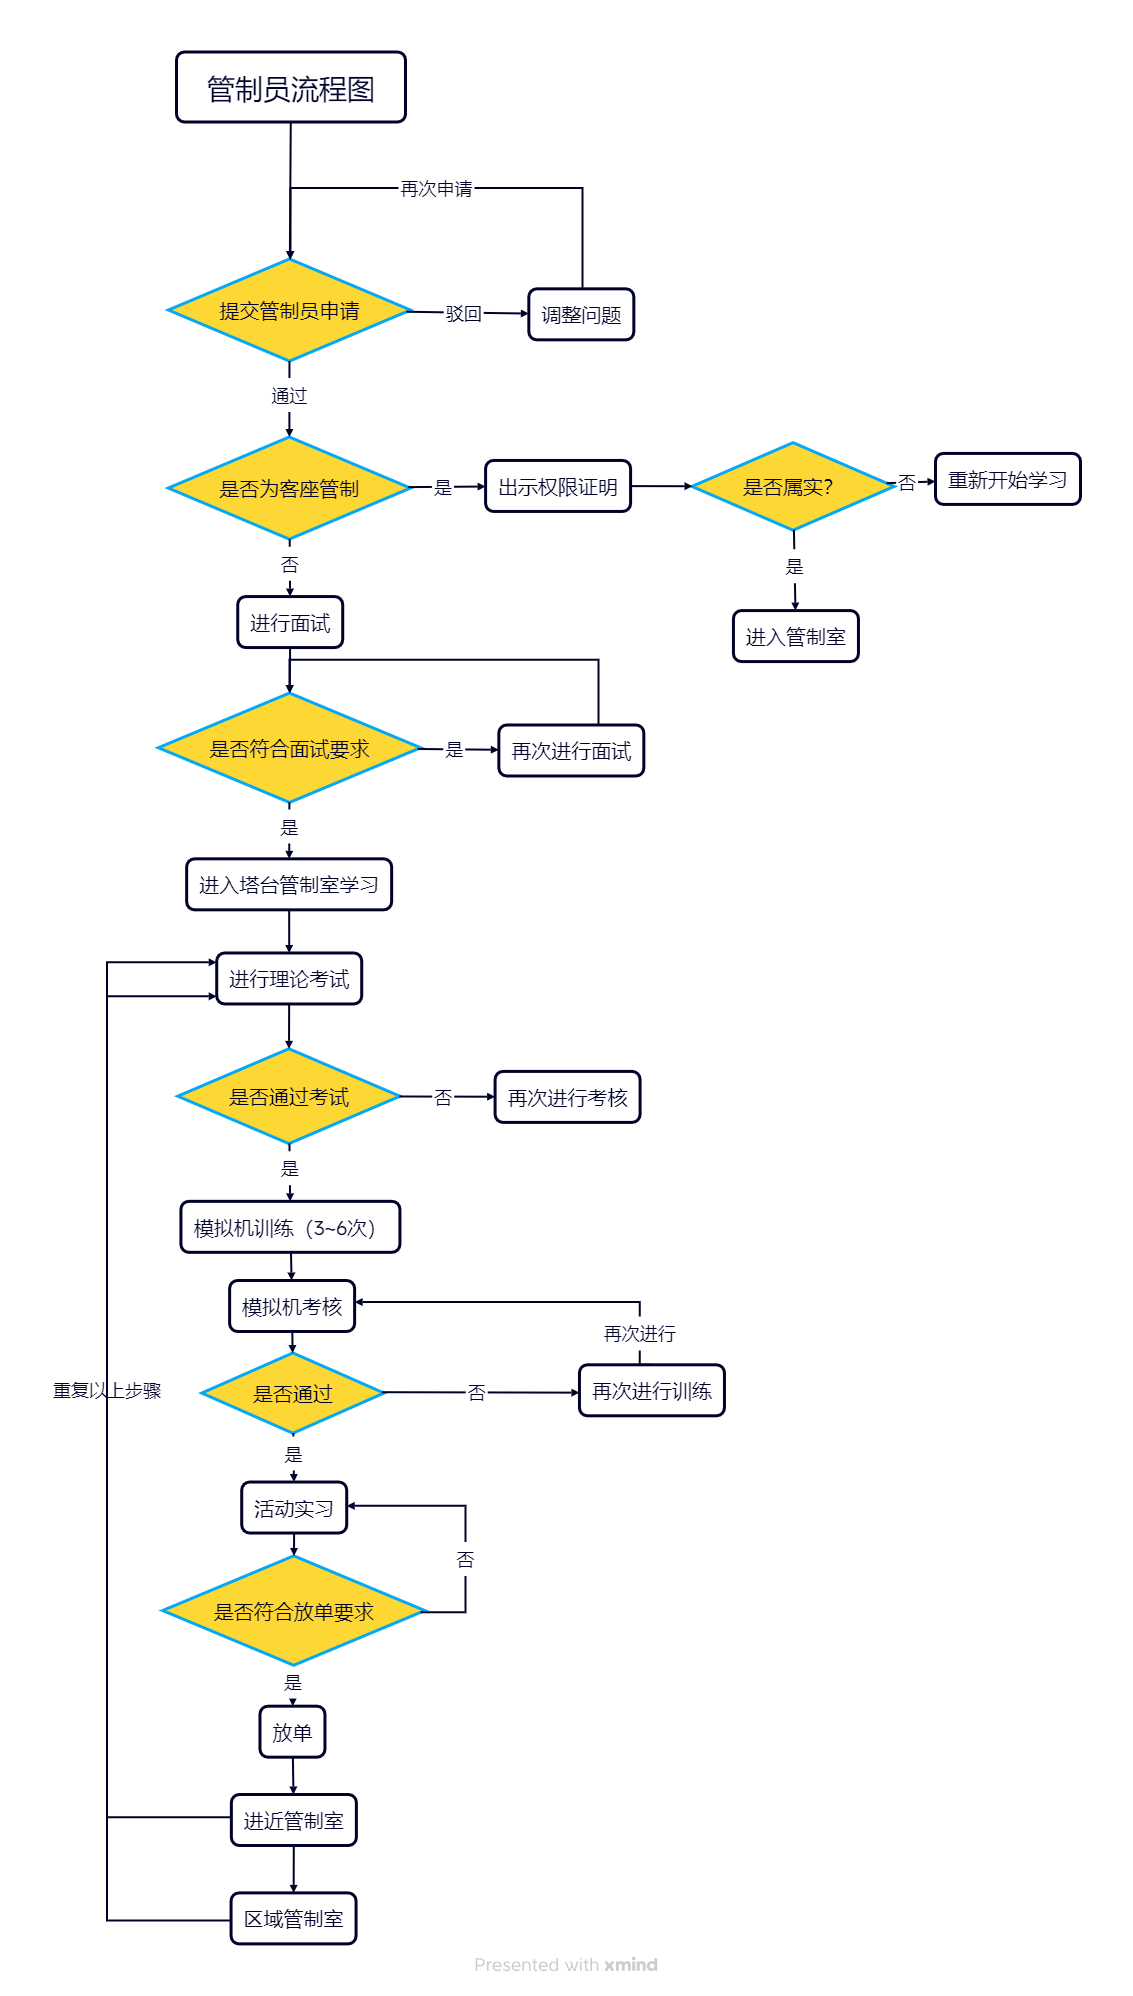 管制员流程图
再次申请
提交管制员申请
驳回
调整问题
通过
是否为客座管制
是
出示权限证明
是否属实?
否
重新开始学习
否
是
进行面试
进入管制室
是否符合面试要求
是
再次进行面试
是
进入塔台管制室学习
进行理论考试
是否通过考试
否
再次进行考核
是
模拟机训练（3~6次）
模拟机考核
再次进行
重复以上步骤
是否通过
否
再次进行训练
是
活动实习
否
是否符合放单要求
是
放单
进近管制室
区域管制室
Presented with xmind